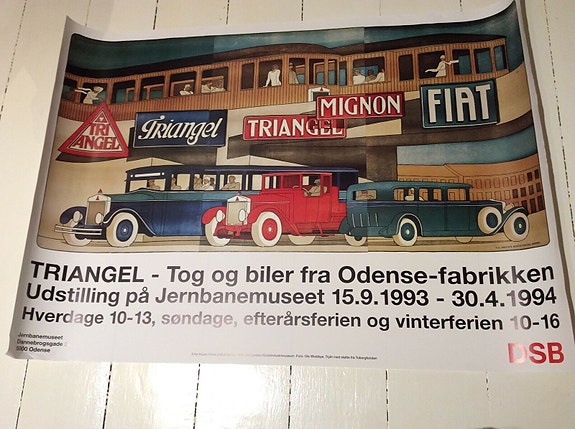 TRI
ANGEL
Triangel
TRIANGEL
MIGNON
FIAT
TRIANGEL - Tog og biler fra Odense-fabrikken
Udstilling på Jernbanemuseet 15.9.1993 - 30.4.1994
Hverdage 10-13, søndage, efterårsferien og vinterferien 10-16
Jernbanemuseet
Dannebrogsgade
5000 Odense
DSB